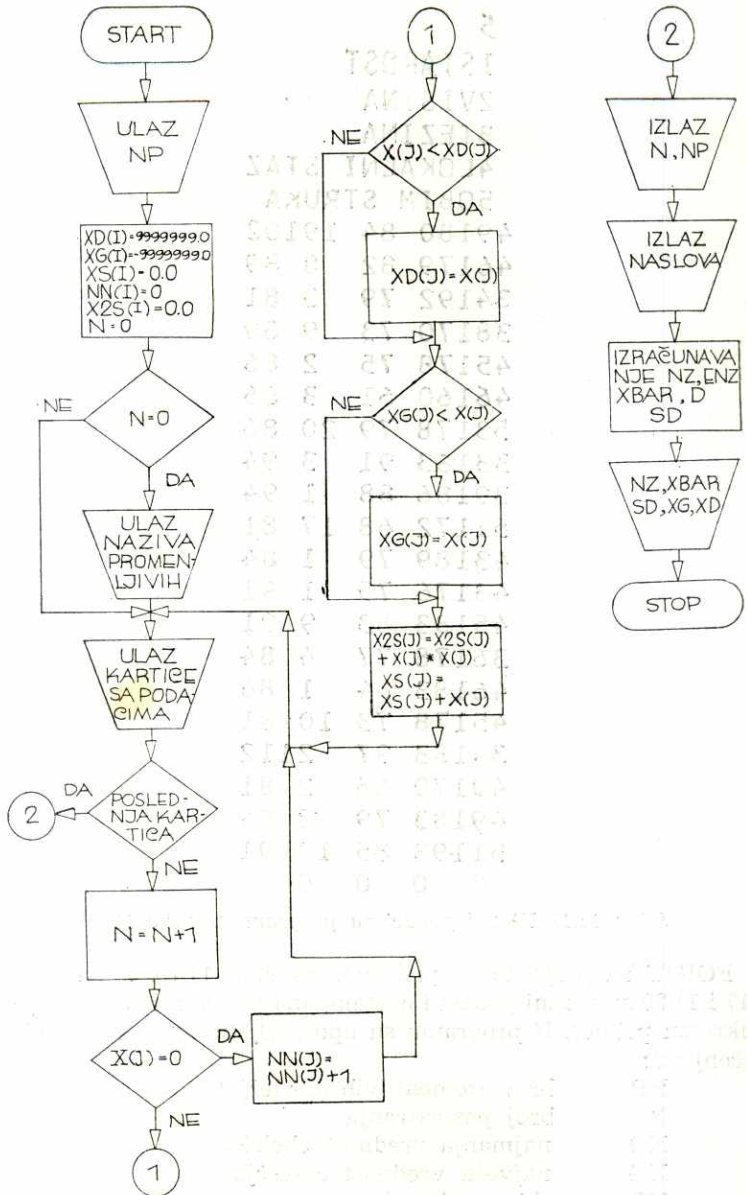 START
ULAZ
NP
XD(I)=9999999.0
XG(I)=-9999999.0
XS(I)=0.0
NN(I)=0
X2S(I)=0.0
N=0
NE
N=0
DA
ULAZ
NAZIVA
PROMEN-
LJIVIH
ULAZ
KARTICE
SA PODA-
CIMA
DA
2
POSLED-
NJA KAR-
TICA
NE
N=N+1
X(J)=0
DA
NN(J)=
NN(J)+1
NE
1
1
NE
X(J)<XD(J)
DA
XD(J)=X(J)
NE
XG(J)<X(J)
DA
XG(J)=X(J)
X2S(J)=X2S(J)
+X(J)*X(J)
XS(J)=
XS(J)+X(J)
2
IZLAZ
N,NP
IZLAZ
NASLOVA
IZRAČUNAVA
NJE NZ,ENZ
XBAR,D
SD
NZ,XBAR
SD,XG,XD
STOP